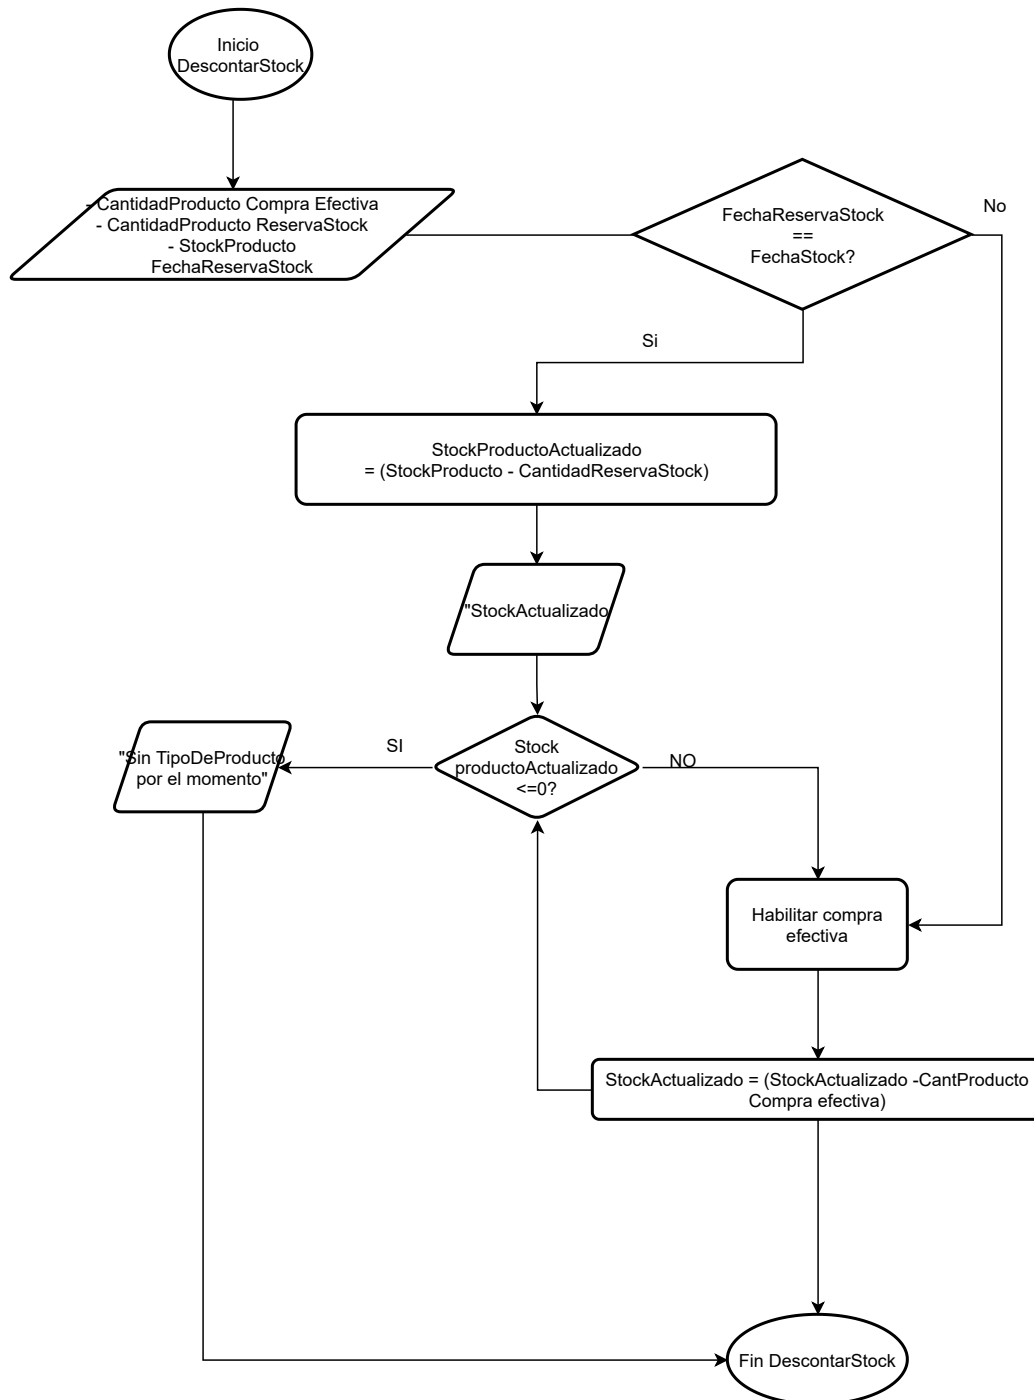 Inicio
DescontarStock
- CantidadProducto Compra Efectiva
- CantidadProducto ReservaStock
- StockProducto
FechaReservaStock
FechaReservaStock
==
FechaStock?
No
Si
StockProductoActualizado
= (StockProducto - CantidadReservaStock)
"StockActualizado
"Sin TipoDeProducto
por el momento"
SI
Stock
productoActualizado
<=0?
NO
Habilitar compra
efectiva
StockActualizado = (StockActualizado -CantProducto
Compra efectiva)
Fin DescontarStock